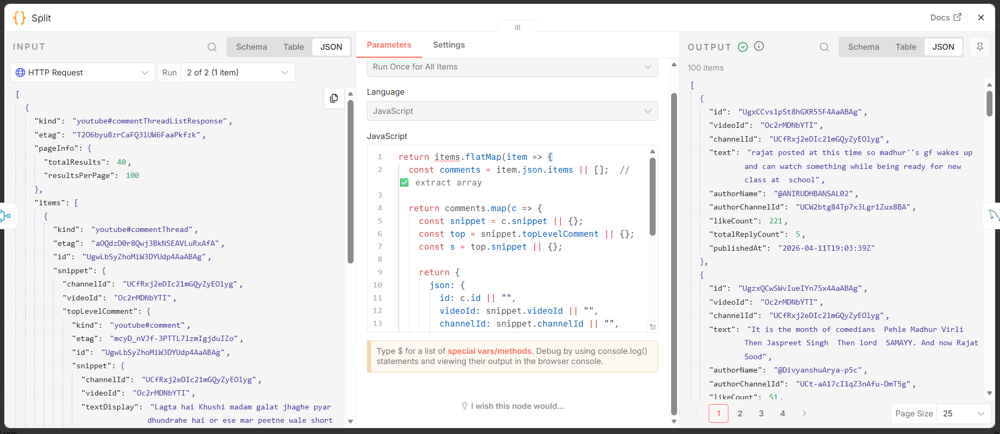 Split
Docs
INPUT
Schema
Table
JSON
HTTP Request
Run
2 of 2 (1 item)
[
{
"kind": "youtube#commentThreadListResponse",
"etag": "T2O6byu8zrCaFQ3lUW6FaaPkfzk",
"pageInfo": {
"totalResults": 40,
"resultsPerPage": 100
},
"items": [
{
"kind": "youtube#commentThread",
"etag": "aOQdzD0r8Qwj3BkNSEAVLuRxAfA",
"id": "UgwLbSyZhoMiW3DYUdp4AaABAg",
"snippet": {
"channelId": "UCfRxj2eDIc21mGQyZyEOlyg",
"videoId": "Oc2rMDNbYTI",
"topLevelComment": {
"kind": "youtube#comment",
"etag": "mcyD_nVJf-3PTTL7lzmIgjduIZo",
"id": "UgwLbSyZhoMiW3DYUdp4AaABAg",
"snippet": {
"channelId": "UCfRxj2eDIc21mGQyZyEOlyg",
"videoId": "Oc2rMDNbYTI",
"textDisplay": "Lagta hai Khushi madam galat jhaghe pyar
dhundrahe hai or ese mar peetne wale short
Parameters
Settings
Run Once for All Items
Language
JavaScript
JavaScript
1 return items.flatMap(item => {
2 const comments = item.json.items || []; //
✅ extract array
3
4 return comments.map(c => {
5 const snippet = c.snippet || {};
6 const top = snippet.topLevelComment || {};
7 const s = top.snippet || {};
8
9 return {
10 json: {
11 id: c.id || "",
12 videoId: snippet.videoId || "",
13 channelId: snippet.channelId || "",
Type $ for a list of special vars/methods. Debug by using console.log()
statements and viewing their output in the browser console.
I wish this node would...
OUTPUT
Schema
Table
JSON
100 items
[
{
"id": "UgxCCvslpSt8hGXR55F4AaABAg",
"videoId": "Oc2rMDNbYTI",
"channelId": "UCfRxj2eDIc21mGQyZyEOlyg",
"text": "rajat posted at this time so madhur''s gf wakes up
and can watch something while being ready for new
class at school",
"authorName": "@ANIRUDHBANSAL02",
"authorChannelId": "UCW2btg84Tp7x3Lgr1Zux8BA",
"likeCount": 221,
"totalReplyCount": 5,
"publishedAt": "2026-04-11T19:03:39Z"
},
{
"id": "UgzxQCwSWvIueIYn75x4AaABAg",
"videoId": "Oc2rMDNbYTI",
"channelId": "UCfRxj2eDIc21mGQyZyEOlyg",
"text": "It is the month of comedians Pehle Madhur Virli
Then Jaspreet Singh Then lord SAMAYY. And now Rajat
Sood",
"authorName": "@DivyanshuArya-p5c",
"authorChannelId": "UCt-aA17cI1qZ3nAfu-DmT5g",
"likeCount": 51,
1
2
3
4
Page Size
25